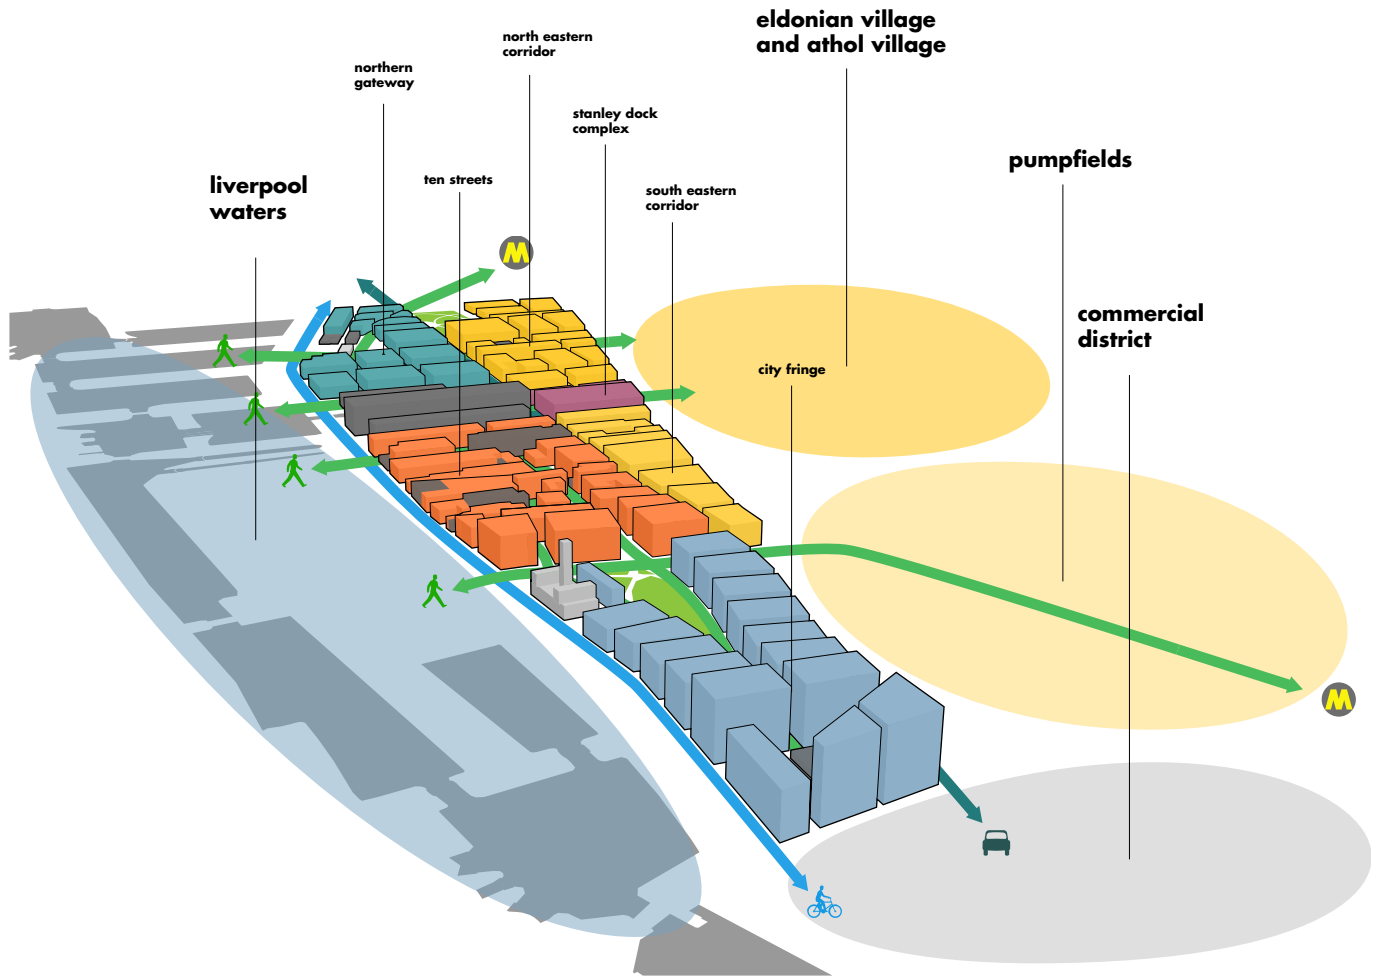 eldonian village
and athol village
north eastern
corridor
northern
gateway
stanley dock
complex
pumpfields
liverpool
waters
ten streets
south eastern
corridor
commercial
district
city fringe
M
M